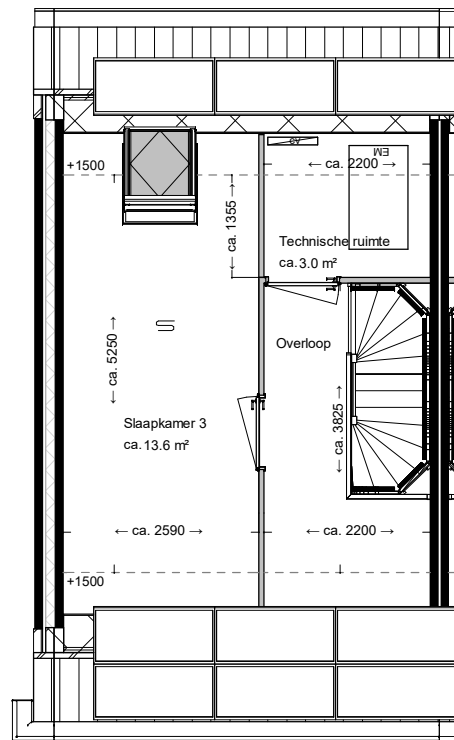 CV
EM
+1500
← ca. 2200 →
← ca. 1355 →
Technische ruimte
ca. 3.0 m²
← ca. 5250 →
Overloop
Slaapkamer 3
ca. 13.6 m²
← ca. 3825 →
← ca. 2590 →
← ca. 2200 →
+1500